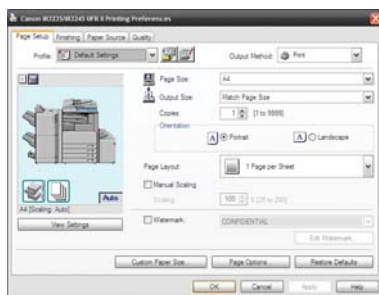 Canon iR3235/iR3245 UFR II Printing Preferences
Page Setup Finishing Paper Source Quality
Profile: Default Settings Output Method: Print
Page Size: A4
Output Size: Match Page Size
Copies: 1 [1 to 9999]
Orientation
A Portrait A Landscape
Page Layout: 1 Page per Sheet
Manual Scaling
Scaling: 100 % [25 to 200]
Auto
A4 [Scaling: Auto]
Watermark: CONFIDENTIAL
View Settings Edit Watermark...
Custom Paper Size... Page Options... Restore Defaults
OK Cancel Apply Help